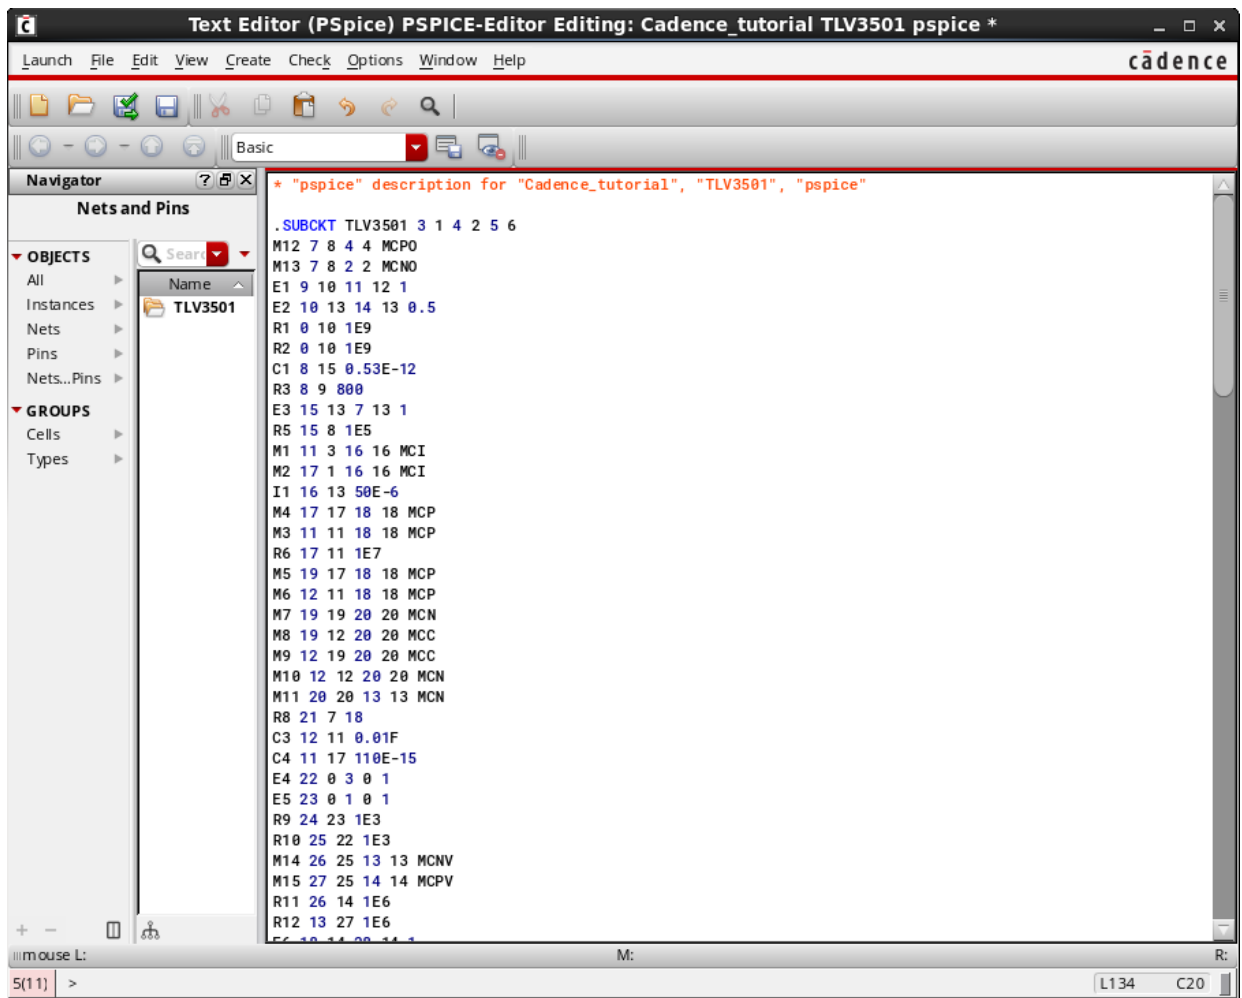 Text Editor (PSpice) PSPICE-Editor Editing: Cadence_tutorial TLV3501 pspice *
Launch File Edit View Create Check Options Window Help
cādence
Basic
Navigator
Nets and Pins
OBJECTS
All
Instances
Nets
Pins
Nets...Pins
GROUPS
Cells
Types
Searc
Name
TLV3501
* "pspice" description for "Cadence_tutorial", "TLV3501", "pspice"
.SUBCKT TLV3501 3 1 4 2 5 6
M12 7 8 4 4 MCPO
M13 7 8 2 2 MCNO
E1 9 10 11 12 1
E2 10 13 14 13 0.5
R1 0 10 1E9
R2 0 10 1E9
C1 8 15 0.53E-12
R3 8 9 800
E3 15 13 7 13 1
R5 15 8 1E5
M1 11 3 16 16 MCI
M2 17 1 16 16 MCI
I1 16 13 50E-6
M4 17 17 18 18 MCP
M3 11 11 18 18 MCP
R6 17 11 1E7
M5 19 17 18 18 MCP
M6 12 11 18 18 MCP
M7 19 19 20 20 MCN
M8 19 12 20 20 MCC
M9 12 19 20 20 MCC
M10 12 12 20 20 MCN
M11 20 20 13 13 MCN
R8 21 7 18
C3 12 11 0.01F
C4 11 17 110E-15
E4 22 0 3 0 1
E5 23 0 1 0 1
R9 24 23 1E3
R10 25 22 1E3
M14 26 25 13 13 MCNV
M15 27 25 14 14 MCPV
R11 26 14 1E6
R12 13 27 1E6
mouse L: M: R:
5(11) > L134 C20